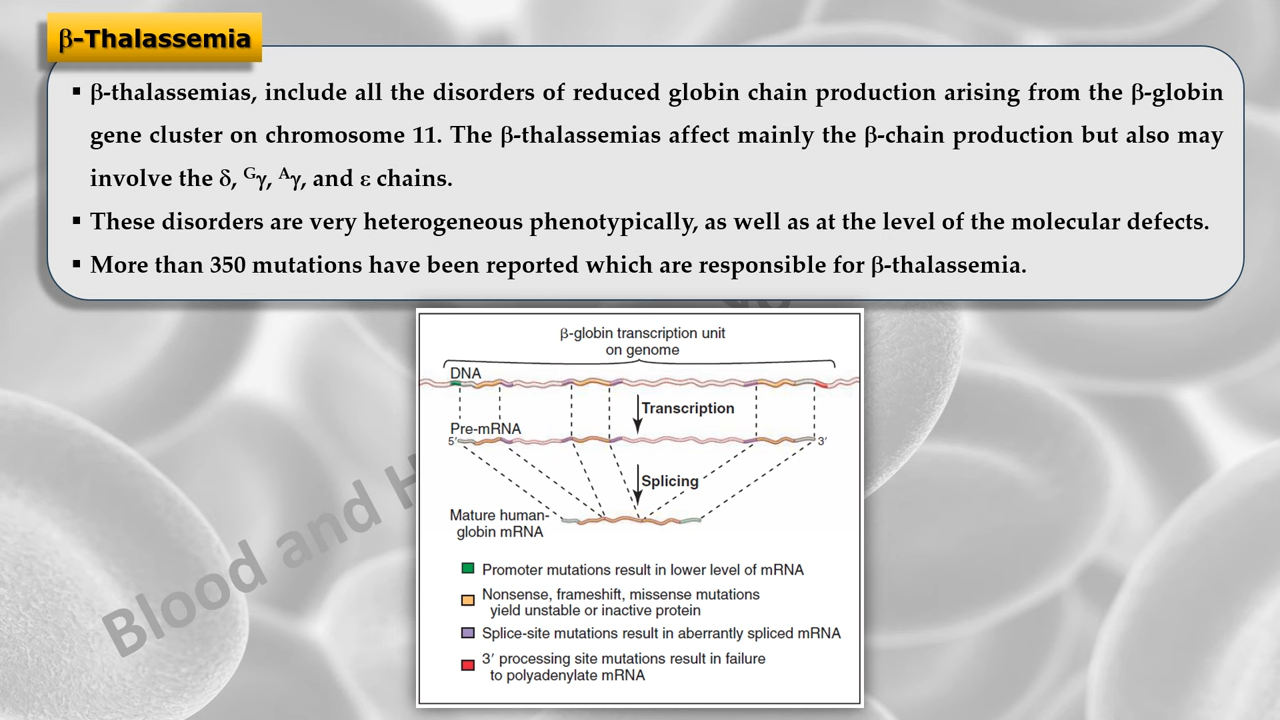 β-Thalassemia
▪ β-thalassemias, include all the disorders of reduced globin chain production arising from the β-globin
gene cluster on chromosome 11. The β-thalassemias affect mainly the β-chain production but also may
involve the δ, ᴳγ, ᴬγ, and ε chains.
▪ These disorders are very heterogeneous phenotypically, as well as at the level of the molecular defects.
▪ More than 350 mutations have been reported which are responsible for β-thalassemia.
β-globin transcription unit
on genome
DNA
Transcription
Pre-mRNA
5′
3′
Splicing
Mature human-
globin mRNA
Promoter mutations result in lower level of mRNA
Nonsense, frameshift, missense mutations
yield unstable or inactive protein
Splice-site mutations result in aberrantly spliced mRNA
3′ processing site mutations result in failure
to polyadenylate mRNA
Blood and H